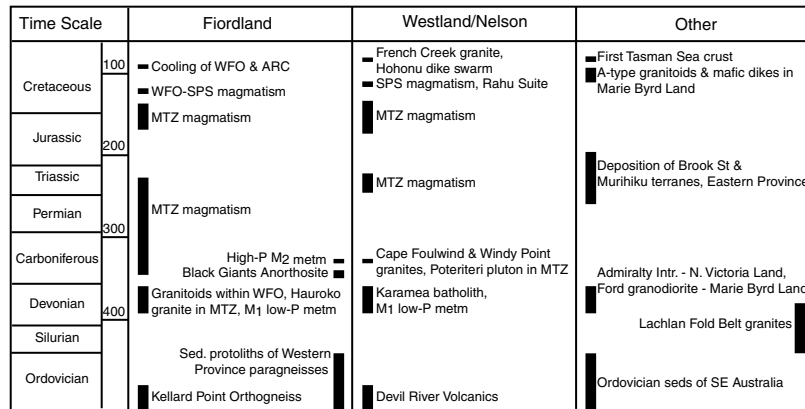 Time Scale
Fiordland
Westland/Nelson
Other
Cretaceous
Jurassic
Triassic
Permian
Carboniferous
Devonian
Silurian
Ordovician
100
200
300
400
Cooling of WFO & ARC
WFO-SPS magmatism
MTZ magmatism
MTZ magmatism
High-P M2 metm
Black Giants Anorthosite
Granitoids within WFO, Hauroko
granite in MTZ, M1 low-P metm
Sed. protoliths of Western
Province paragneisses
Kellard Point Orthogneiss
French Creek granite,
Hohonu dike swarm
SPS magmatism, Rahu Suite
MTZ magmatism
MTZ magmatism
Cape Foulwind & Windy Point
granites, Poteriteri pluton in MTZ
Karamea batholith,
M1 low-P metm
Devil River Volcanics
First Tasman Sea crust
A-type granitoids & mafic dikes in
Marie Byrd Land
Deposition of Brook St &
Murihiku terranes, Eastern Province
Admiralty Intr. - N. Victoria Land,
Ford granodiorite - Marie Byrd Land
Lachlan Fold Belt granites
Ordovician seds of SE Australia